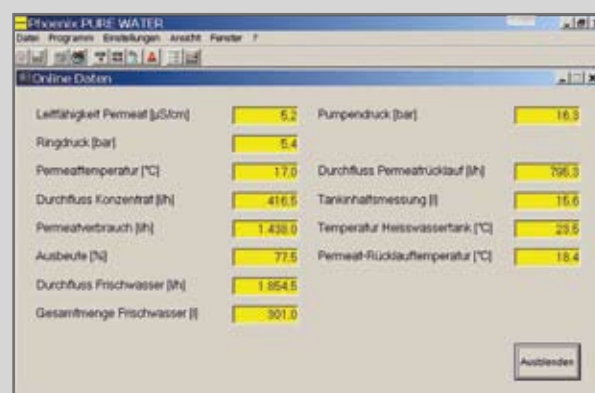 Phoenix PURE WATER
Datei Programm Einstellungen Ansicht Fenster ?
Online Daten
Leitfähigkeit Permeat [µS/cm] 5,2 Pumpendruck [bar] 16,3
Ringdruck [bar] 5,4
Permeattemperatur [°C] 17,0 Durchfluss Permeatrücklauf [l/h] 795,3
Durchfluss Konzentrat [l/h] 416,5 Tankinhaltsmessung [l] 15,6
Permeatverbrauch [l/h] 1.438,0 Temperatur Heisswassertank [°C] 23,5
Ausbeute [%] 77,5 Permeat-Rücklauftemperatur [°C] 18,4
Durchfluss Frischwasser [l/h] 1.854,5
Gesamtmenge Frischwasser [l] 301,0
Ausblenden